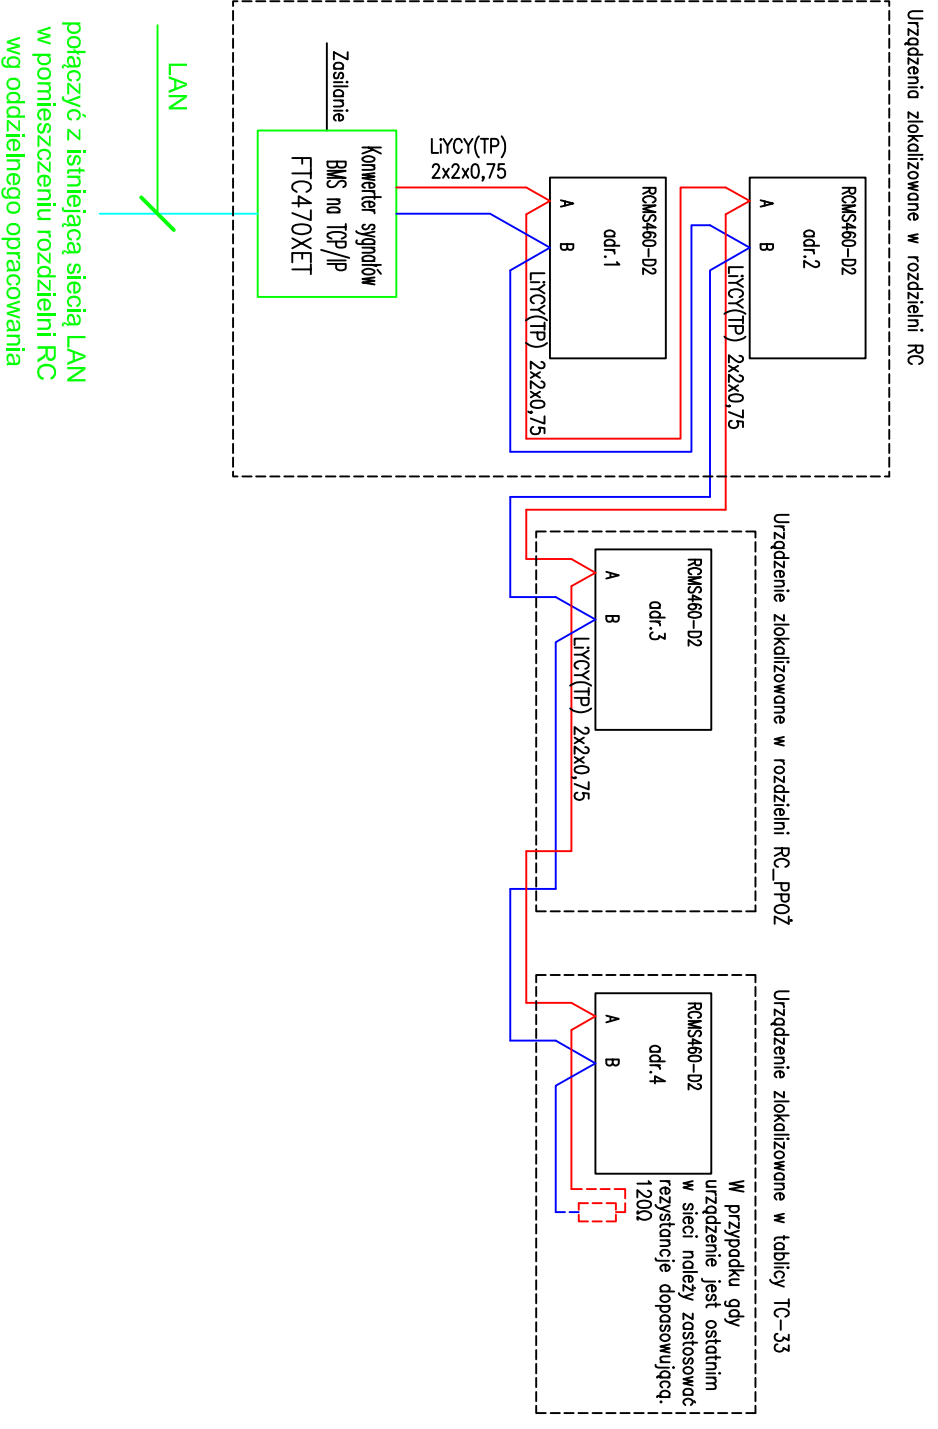 Urządzenia zlokalizowane w rozdzielni RC
RCMS460-D2
adr.2
A
B
LiYCY(TP) 2x2x0,75
RCMS460-D2
adr.1
A
B
LiYCY(TP) 2x2x0,75
LiYCY(TP)
2x2x0,75
Zasilanie
Konwerter sygnałów
BMS na TCP/IP
FTC470XET
LAN
połączyć z istniejącą siecią LAN
w pomieszczeniu rozdzielni RC
wg oddzielnego opracowania
Urządzenie zlokalizowane w rozdzielni RC_PPOŻ
RCMS460-D2
adr.3
A
B
LiYCY(TP) 2x2x0,75
Urządzenie zlokalizowane w tablicy TC-33
RCMS460-D2
adr.4
A
B
W przypadku gdy
urządzenie jest ostatnim
w sieci należy zastosować
rezystancje dopasowującą.
120Ω